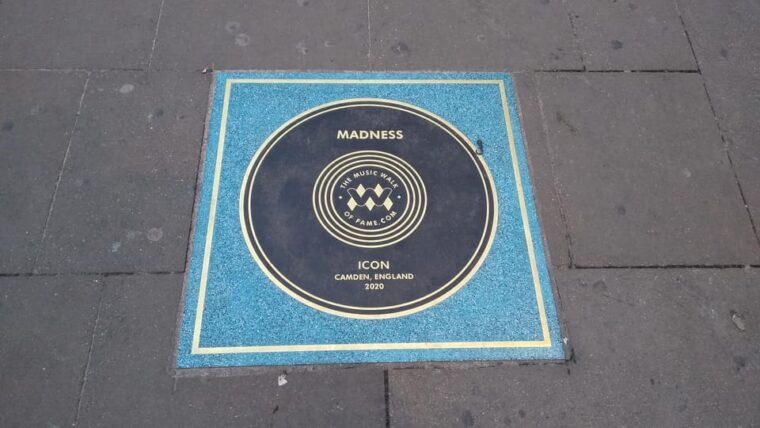 MADNESS
THE MUSIC WALK
OF FAME.COM
ICON
CAMDEN, ENGLAND
2020